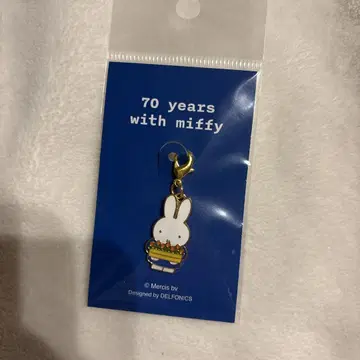 70 years
with miffy
© Mercis bv
Designed by DELFONICS